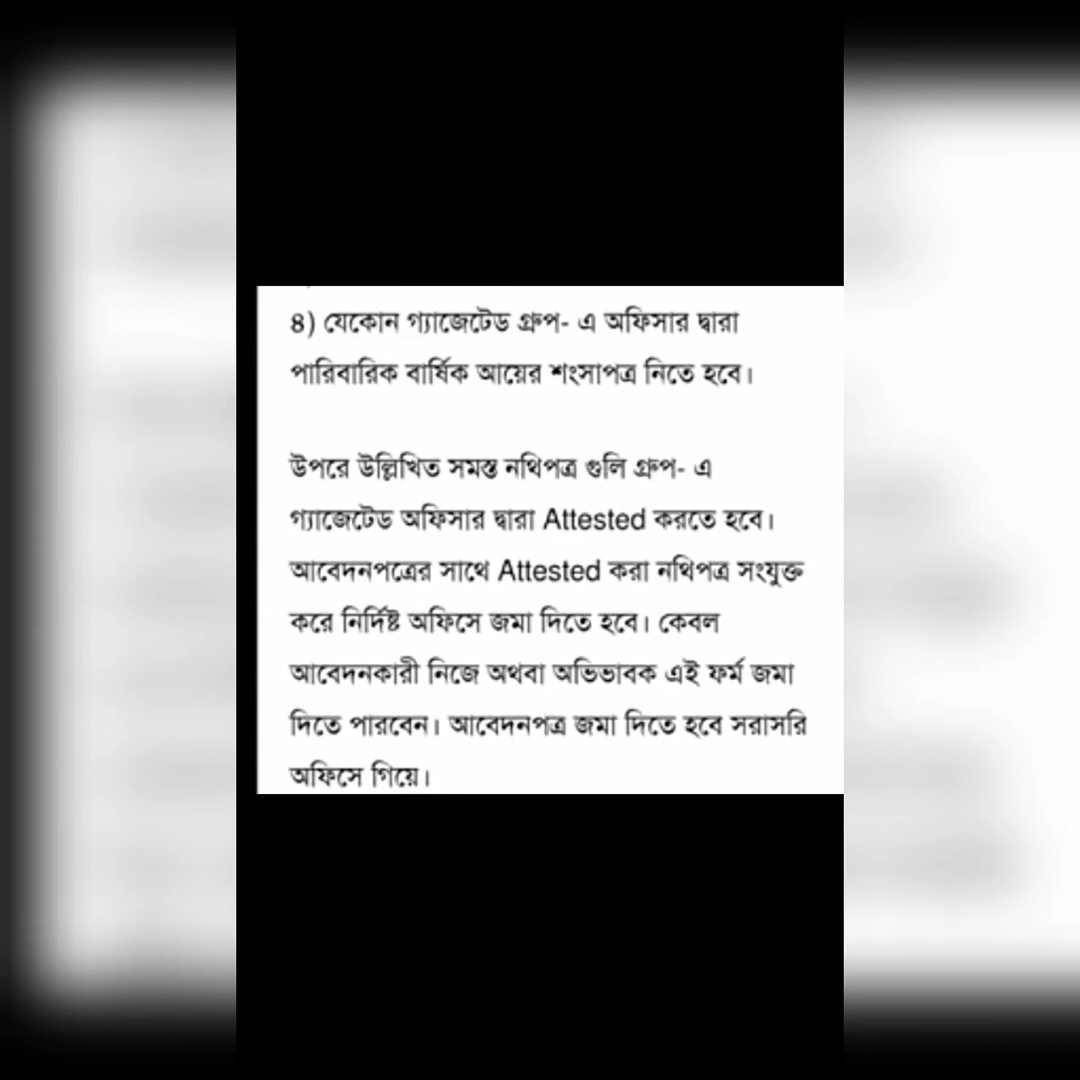 ৪) যেকোন গ্যাজেটেড গ্রুপ- এ অফিসার দ্বারা
পারিবারিক বার্ষিক আয়ের শংসাপত্র নিতে হবে।
উপরে উল্লিখিত সমস্ত নথিপত্র গুলি গ্রুপ- এ
গ্যাজেটেড অফিসার দ্বারা Attested করতে হবে।
আবেদনপত্রের সাথে Attested করা নথিপত্র সংযুক্ত
করে নির্দিষ্ট অফিসে জমা দিতে হবে। কেবল
আবেদনকারী নিজে অথবা অভিভাবক এই ফর্ম জমা
দিতে পারবেন। আবেদনপত্র জমা দিতে হবে সরাসরি
অফিসে গিয়ে।